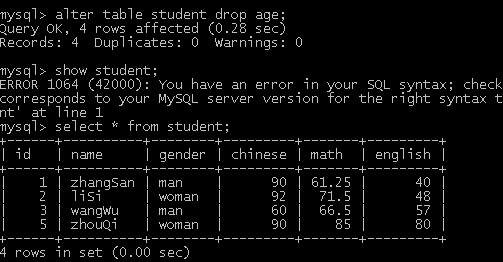 mysql> alter table student drop age;
Query OK, 4 rows affected (0.28 sec)
Records: 4  Duplicates: 0  Warnings: 0

mysql> show student;
ERROR 1064 (42000): You have an error in your SQL syntax; check
corresponds to your MySQL server version for the right syntax t
nt' at line 1
mysql> select * from student;
+----+----------+--------+---------+-------+---------+
| id | name     | gender | chinese | math  | english |
+----+----------+--------+---------+-------+---------+
|  1 | zhangSan | man    |      90 | 61.25 |      40 |
|  2 | liSi     | woman  |      92 |  71.5 |      48 |
|  3 | wangWu   | man    |      60 |  66.5 |      57 |
|  5 | zhouQi   | woman  |      90 |    85 |      80 |
+----+----------+--------+---------+-------+---------+
4 rows in set (0.00 sec)